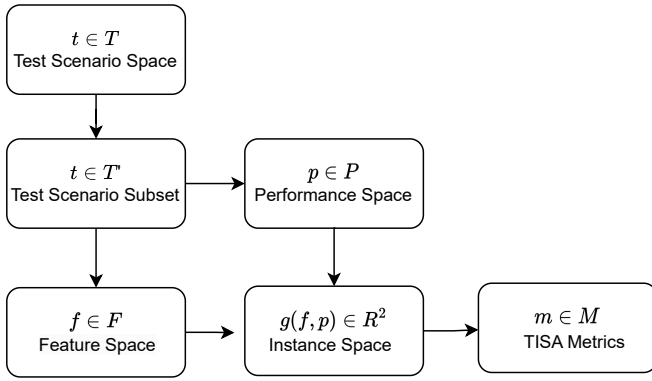 t ∈ T
Test Scenario Space
t ∈ T'
Test Scenario Subset
p ∈ P
Performance Space
f ∈ F
Feature Space
g(f, p) ∈ R²
Instance Space
m ∈ M
TISA Metrics